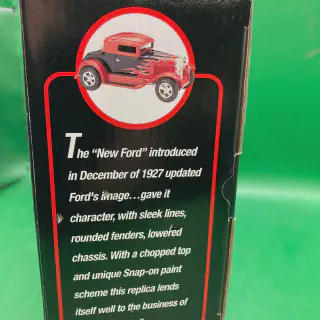 The "New Ford" introduced
in December of 1927 updated
Ford's image...gave it
character, with sleek lines,
rounded fenders, lowered
chassis. With a chopped top
and unique Snap-on paint
scheme this replica lends
itself well to the business of